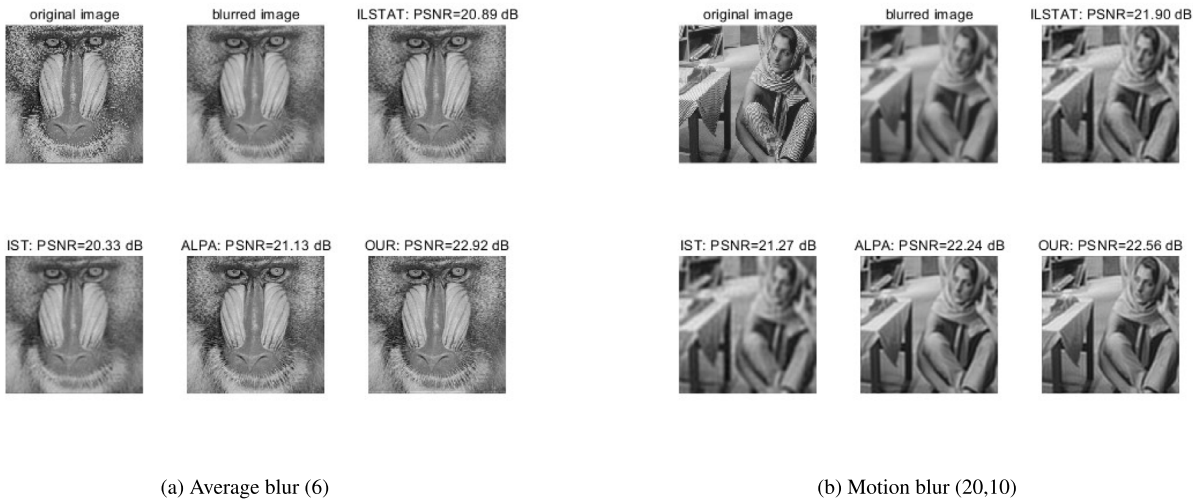 original image
blurred image
ILSTAT: PSNR=20.89 dB
IST: PSNR=20.33 dB
ALPA: PSNR=21.13 dB
OUR: PSNR=22.92 dB
(a) Average blur (6)
original image
blurred image
ILSTAT: PSNR=21.90 dB
IST: PSNR=21.27 dB
ALPA: PSNR=22.24 dB
OUR: PSNR=22.56 dB
(b) Motion blur (20,10)